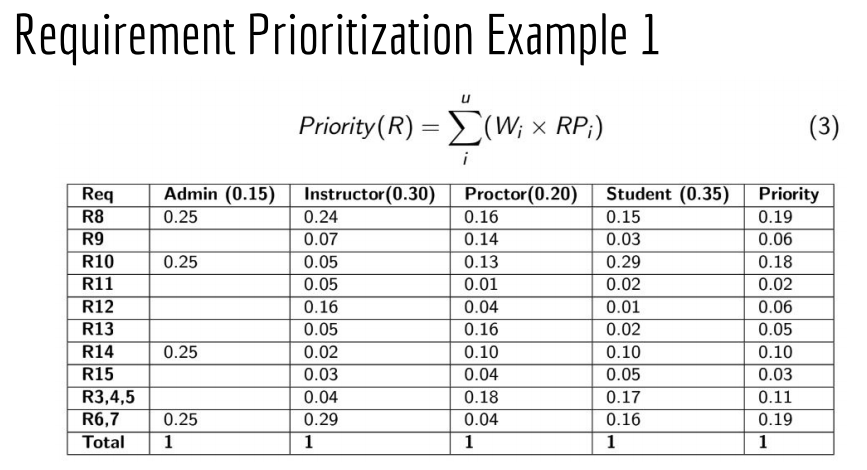 Requirement Prioritization Example 1
u
Priority(R) = ∑(Wi × RPi) (3)
i
Req Admin (0.15) Instructor(0.30) Proctor(0.20) Student (0.35) Priority
R8 0.25 0.24 0.16 0.15 0.19
R9 0.07 0.14 0.03 0.06
R10 0.25 0.05 0.13 0.29 0.18
R11 0.05 0.01 0.02 0.02
R12 0.16 0.04 0.01 0.06
R13 0.05 0.16 0.02 0.05
R14 0.25 0.02 0.10 0.10 0.10
R15 0.03 0.04 0.05 0.03
R3,4,5 0.04 0.18 0.17 0.11
R6,7 0.25 0.29 0.04 0.16 0.19
Total 1 1 1 1 1